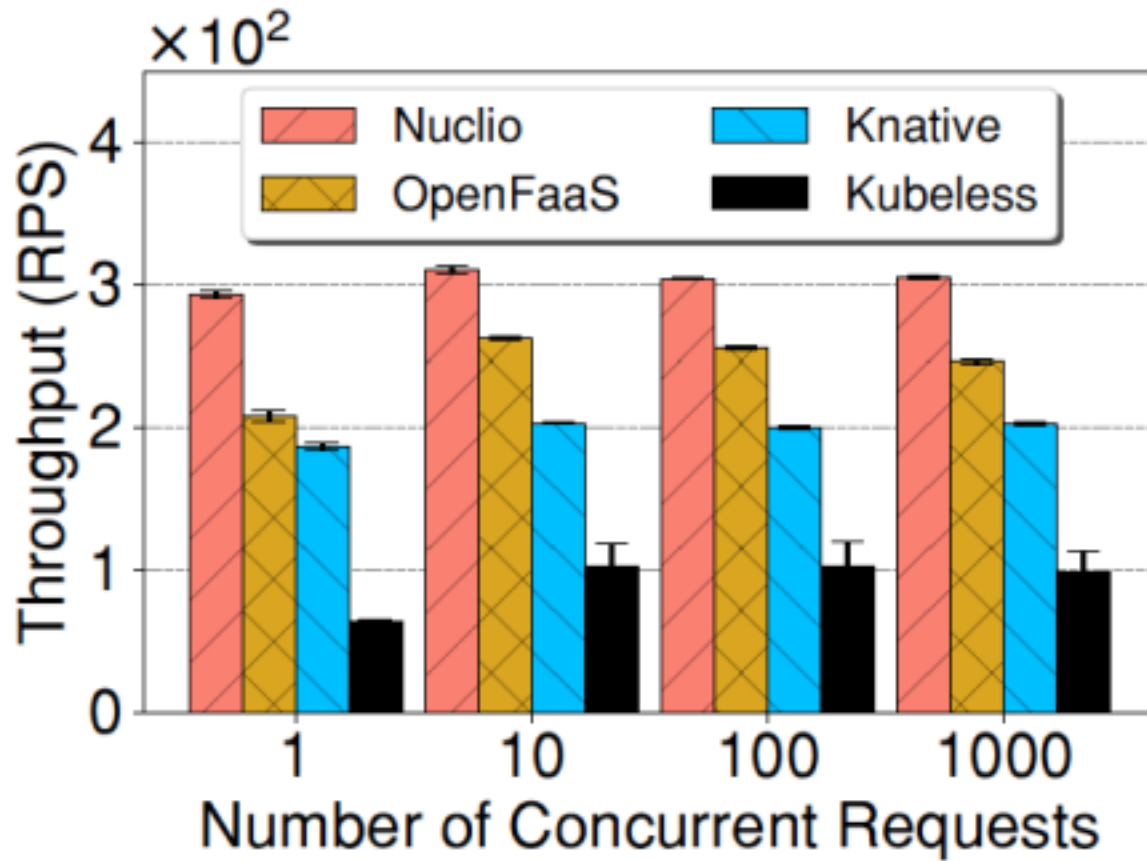 ×10²
Nuclio
Knative
OpenFaaS
Kubeless
Throughput (RPS)
4
3
2
1
0
1 10 100 1000
Number of Concurrent Requests